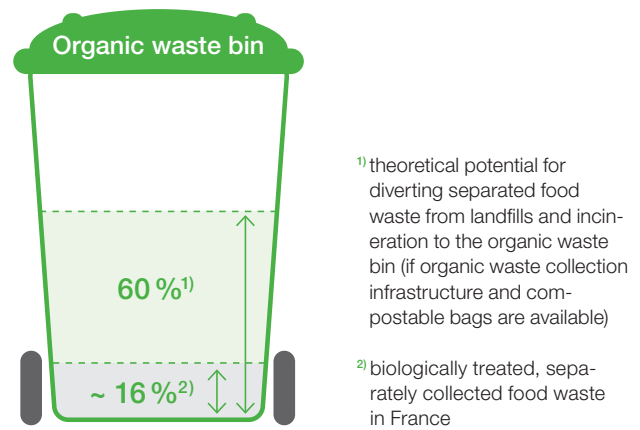 Organic waste bin
60 %¹⁾
~ 16 %²⁾
¹⁾ theoretical potential for
diverting separated food
waste from landfills and incin-
eration to the organic waste
bin (if organic waste collection
infrastructure and com-
postable bags are available)
²⁾ biologically treated, sepa-
rately collected food waste
in France